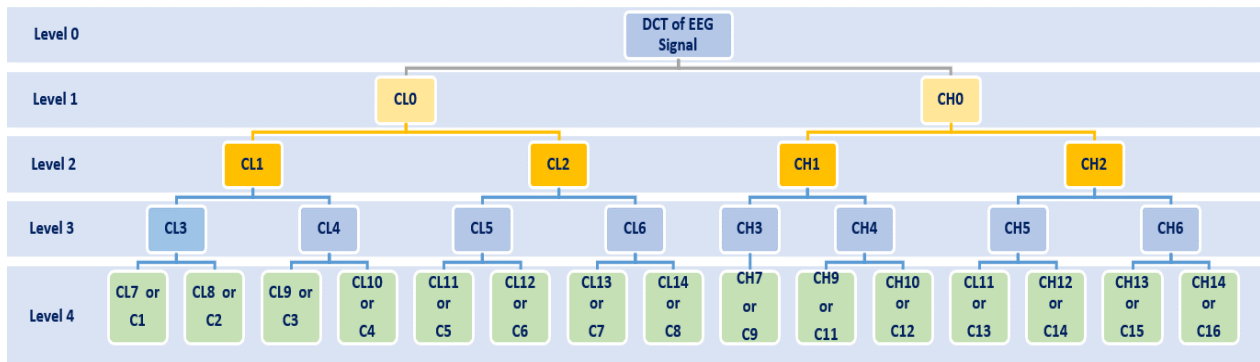 Level 0
DCT of EEG
Signal
Level 1
CL0
CH0
Level 2
CL1
CL2
CH1
CH2
Level 3
CL3
CL4
CL5
CL6
CH3
CH4
CH5
CH6
Level 4
CL7 or
C1
CL8 or
C2
CL9 or
C3
CL10
or
C4
CL11
or
C5
CL12
or
C6
CL13
or
C7
CL14
or
C8
CH7
or
C9
CH9
or
C11
CH10
or
C12
CL11
or
C13
CH12
or
C14
CH13
or
C15
CH14
or
C16